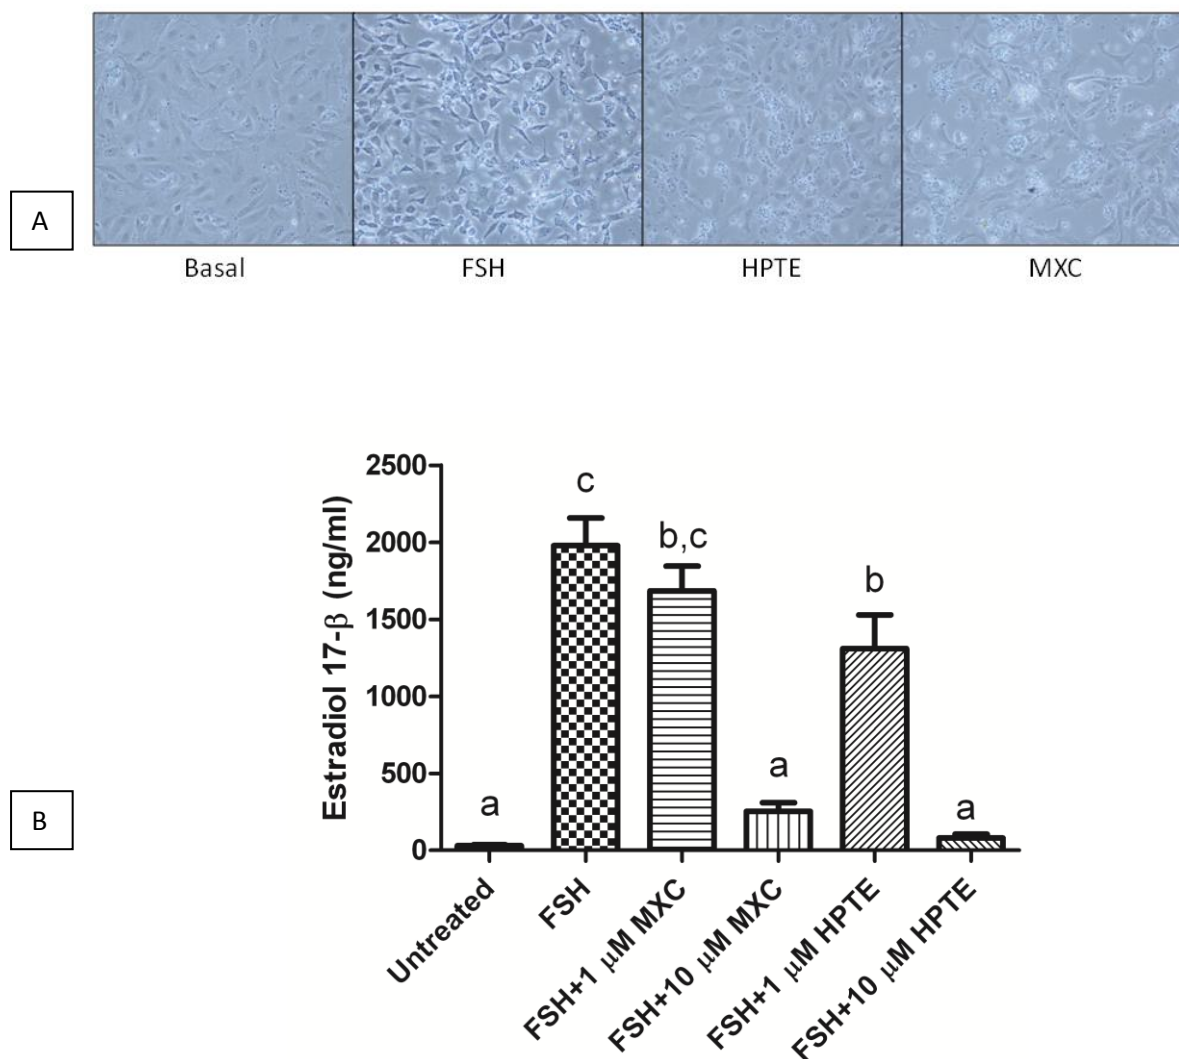 A
Basal FSH HPTE MXC
B
Estradiol 17-β (ng/ml)
2500
2000
1500
1000
500
0
a
c
b,c
a
b
a
Untreated
FSH
FSH+1 μM MXC
FSH+10 μM MXC
FSH+1 μM HPTE
FSH+10 μM HPTE